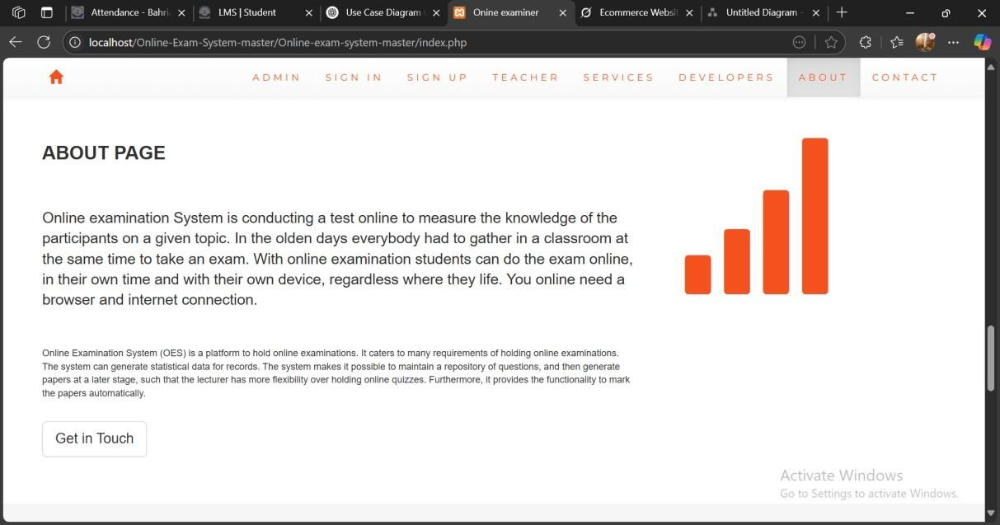 Attendance - Bahri
LMS | Student
Use Case Diagram
Onine examiner
Ecommerce Websit
Untitled Diagram -
localhost/Online-Exam-System-master/Online-exam-system-master/index.php
ADMIN SIGN IN SIGN UP TEACHER SERVICES DEVELOPERS ABOUT CONTACT
ABOUT PAGE
Online examination System is conducting a test online to measure the knowledge of the
participants on a given topic. In the olden days everybody had to gather in a classroom at
the same time to take an exam. With online examination students can do the exam online,
in their own time and with their own device, regardless where they life. You online need a
browser and internet connection.
Online Examination System (OES) is a platform to hold online examinations. It caters to many requirements of holding online examinations.
The system can generate statistical data for records. The system makes it possible to maintain a repository of questions, and then generate
papers at a later stage, such that the lecturer has more flexibility over holding online quizzes. Furthermore, it provides the functionality to mark
the papers automatically.
Get in Touch
Activate Windows
Go to Settings to activate Windows.